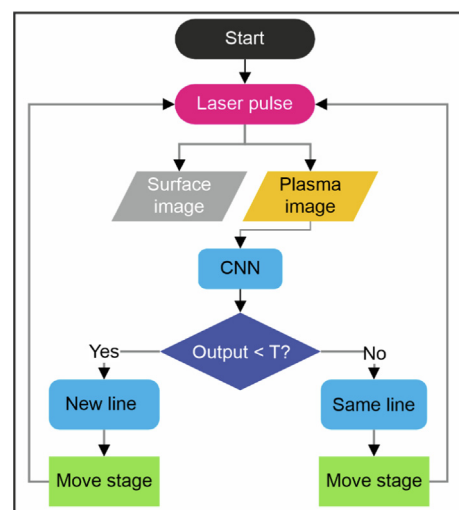 Start
Laser pulse
Surface
image
Plasma
image
CNN
Output < T?
Yes
No
New line
Same line
Move stage
Move stage